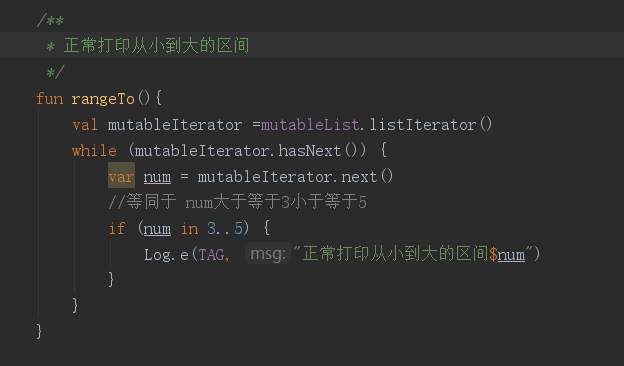 /**
 * 正常打印从小到大的区间
 */
fun rangeTo(){
    val mutableIterator =mutableList.listIterator()
    while (mutableIterator.hasNext()) {
        var num = mutableIterator.next()
        //等同于 num大于等于3小于等于5
        if (num in 3..5) {
            Log.e(TAG, msg: "正常打印从小到大的区间$num")
        }
    }
}